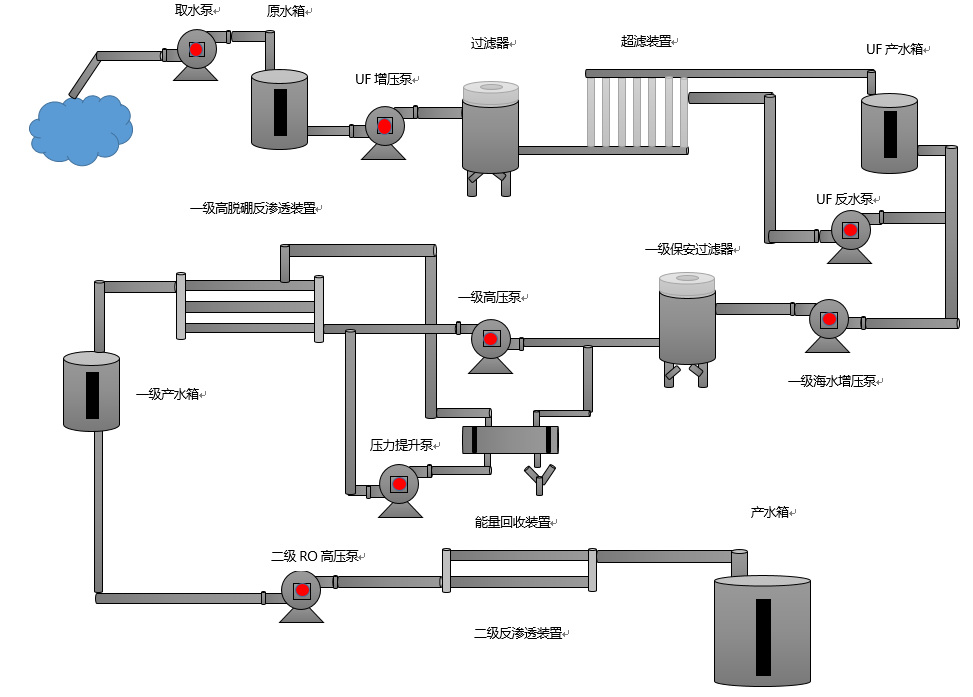 取水泵
原水箱
过滤器
超滤装置
UF 产水箱
UF 增压泵
UF 反水泵
一级高脱硼反渗透装置
一级保安过滤器
一级高压泵
一级海水增压泵
一级产水箱
压力提升泵
能量回收装置
产水箱
二级 RO 高压泵
二级反渗透装置